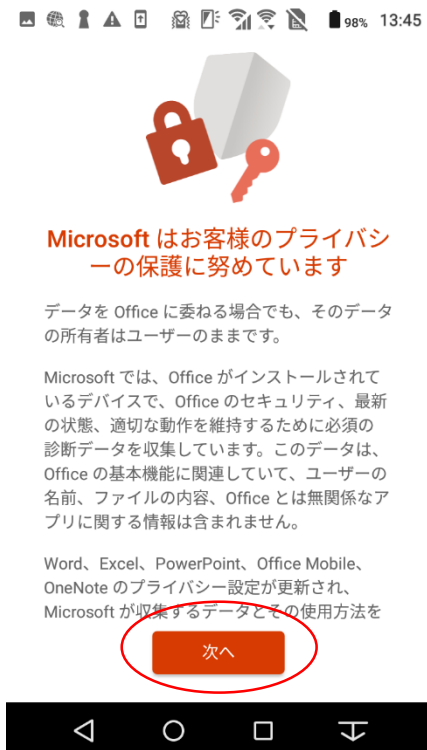 98% 13:45
Microsoft はお客様のプライバシ
ーの保護に努めています
データを Office に委ねる場合でも、そのデータ
の所有者はユーザーのままです。
Microsoft では、Office がインストールされて
いるデバイスで、Office のセキュリティ、最新
の状態、適切な動作を維持するために必須の
診断データを収集しています。このデータは、
Office の基本機能に関連していて、ユーザーの
名前、ファイルの内容、Office とは無関係なア
プリに関する情報は含まれません。
Word、Excel、PowerPoint、Office Mobile、
OneNote のプライバシー設定が更新され、
Microsoft が収集するデータとその使用方法を
次へ